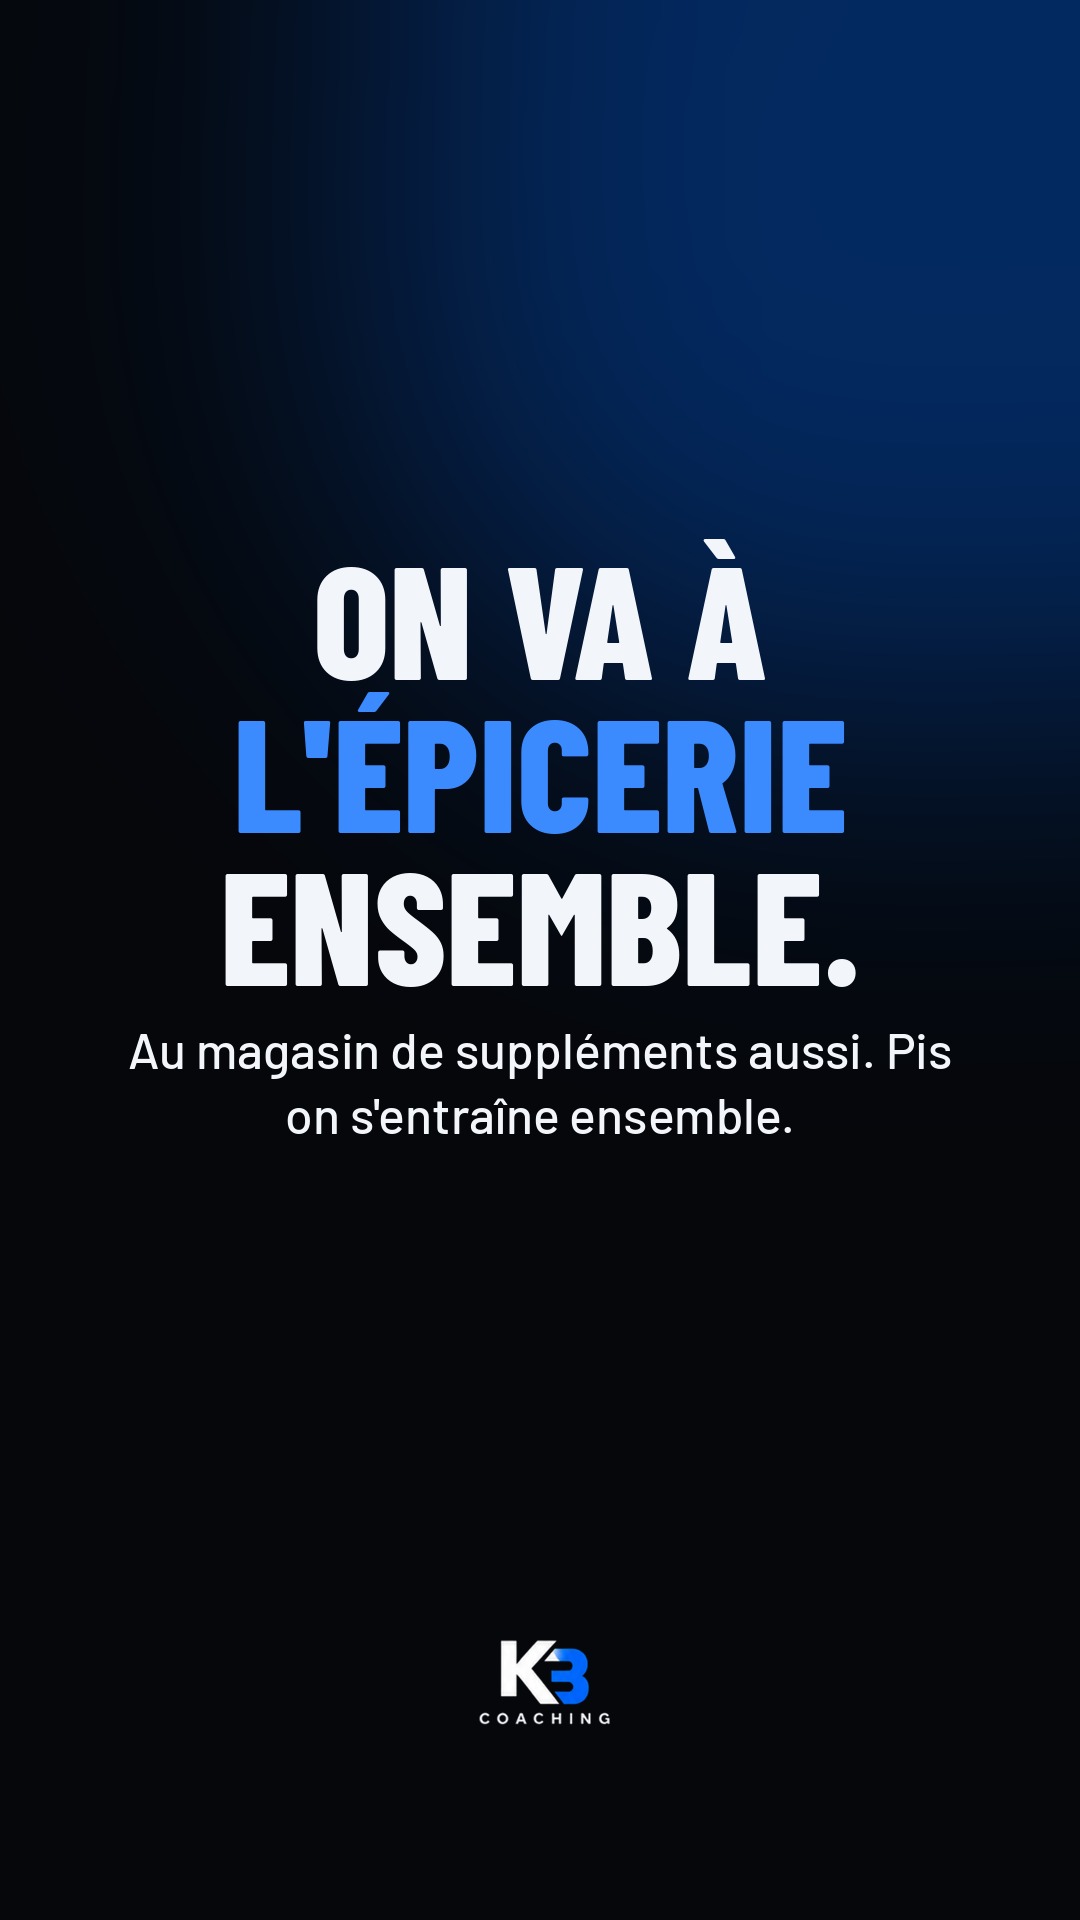 ON VA À
L'ÉPICERIE
ENSEMBLE.
Au magasin de suppléments aussi. Pis
on s'entraîne ensemble.
KB
COACHING